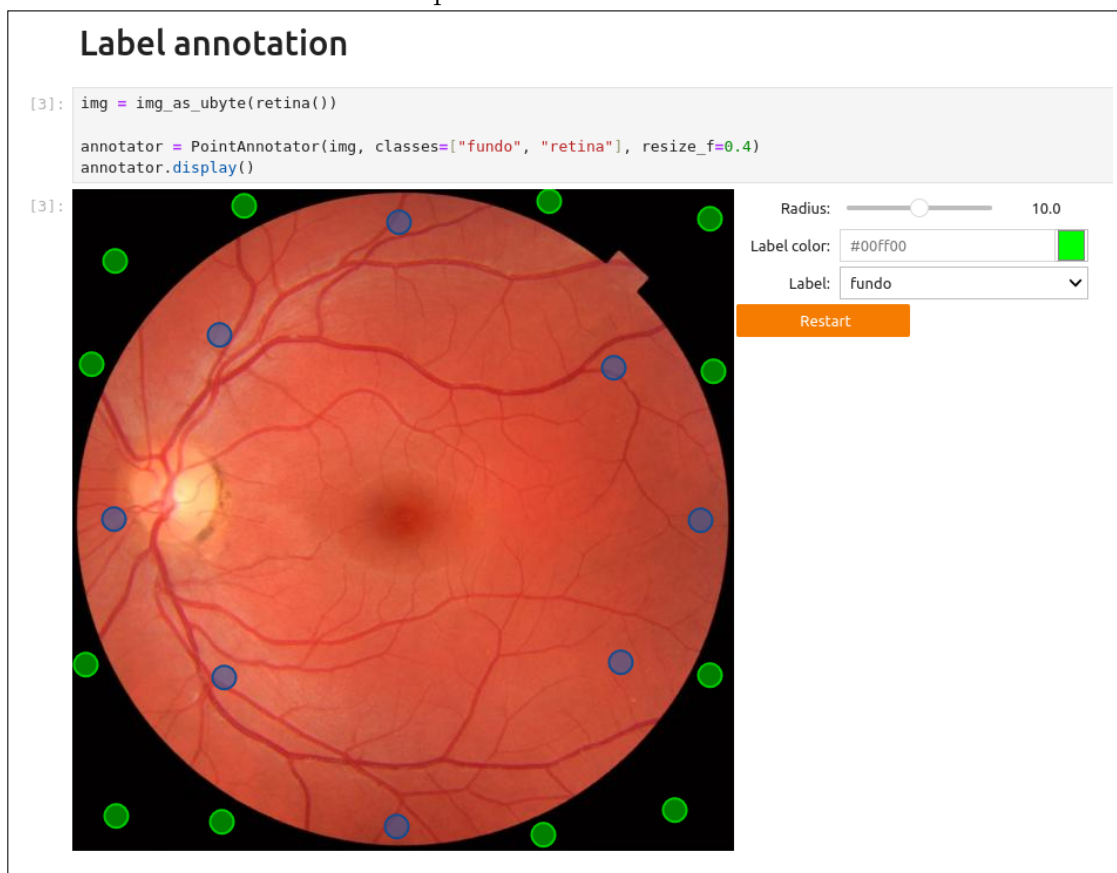 Label annotation
[3]: img = img_as_ubyte(retina())
annotator = PointAnnotator(img, classes=["fundo", "retina"], resize_f=0.4)
annotator.display()
[3]:
Radius: 10.0
Label color: #00ff00
Label: fundo
Restart